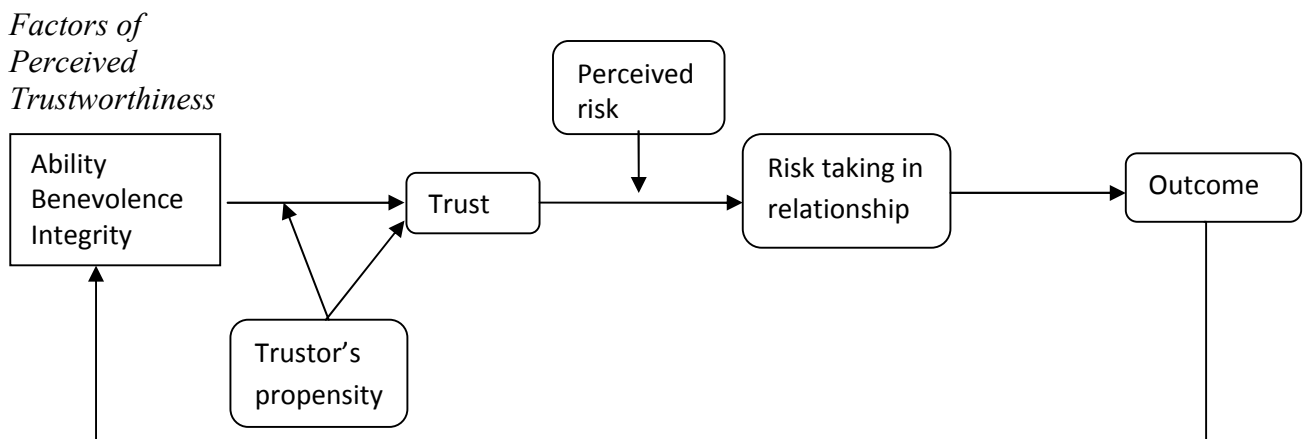 Factors of
Perceived
Trustworthiness
Perceived
risk
Ability
Benevolence
Integrity
Trust
Risk taking in
relationship
Outcome
Trustor’s
propensity